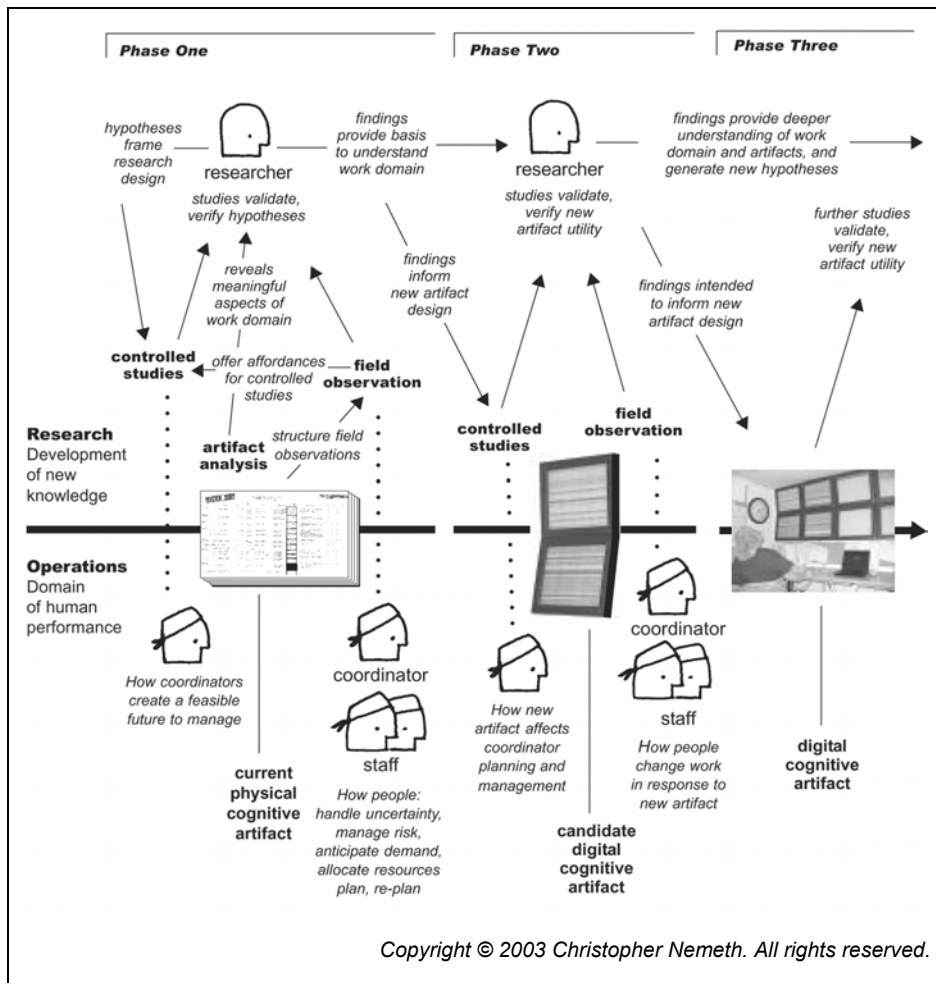 Phase One
Phase Two
Phase Three
hypotheses
frame
research
design
researcher
studies validate,
verify hypotheses
findings
provide basis
to understand
work domain
researcher
studies validate,
verify new
artifact utility
findings provide deeper
understanding of work
domain and artifacts, and
generate new hypotheses
further studies
validate,
verify new
artifact utility
reveals
meaningful
aspects of
work domain
findings
inform
new artifact
design
findings intended
to inform new
artifact design
controlled
studies
offer affordances
for controlled
studies
field
observation
artifact
analysis
structure field
observations
controlled
studies
field
observation
Research
Development
of new
knowledge
Operations
Domain
of human
performance
How coordinators
create a feasible
future to manage
current
physical
cognitive
artifact
coordinator
staff
How people:
handle uncertainty,
manage risk,
anticipate demand,
allocate resources
plan, re-plan
How new
artifact affects
coordinator
planning and
management
candidate
digital
cognitive
artifact
coordinator
staff
How people
change work
in response to
new artifact
digital
cognitive
artifact
Copyright © 2003 Christopher Nemeth. All rights reserved.